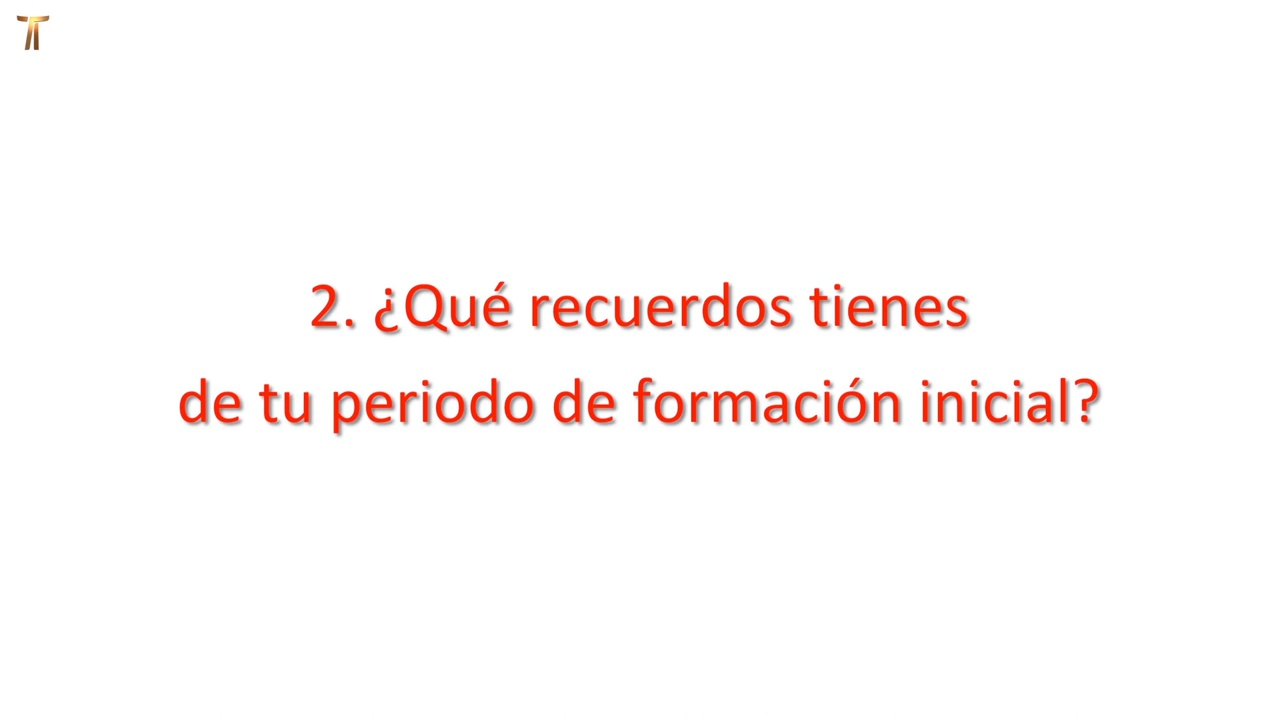 2. ¿Qué recuerdos tienes
de tu periodo de formación inicial?